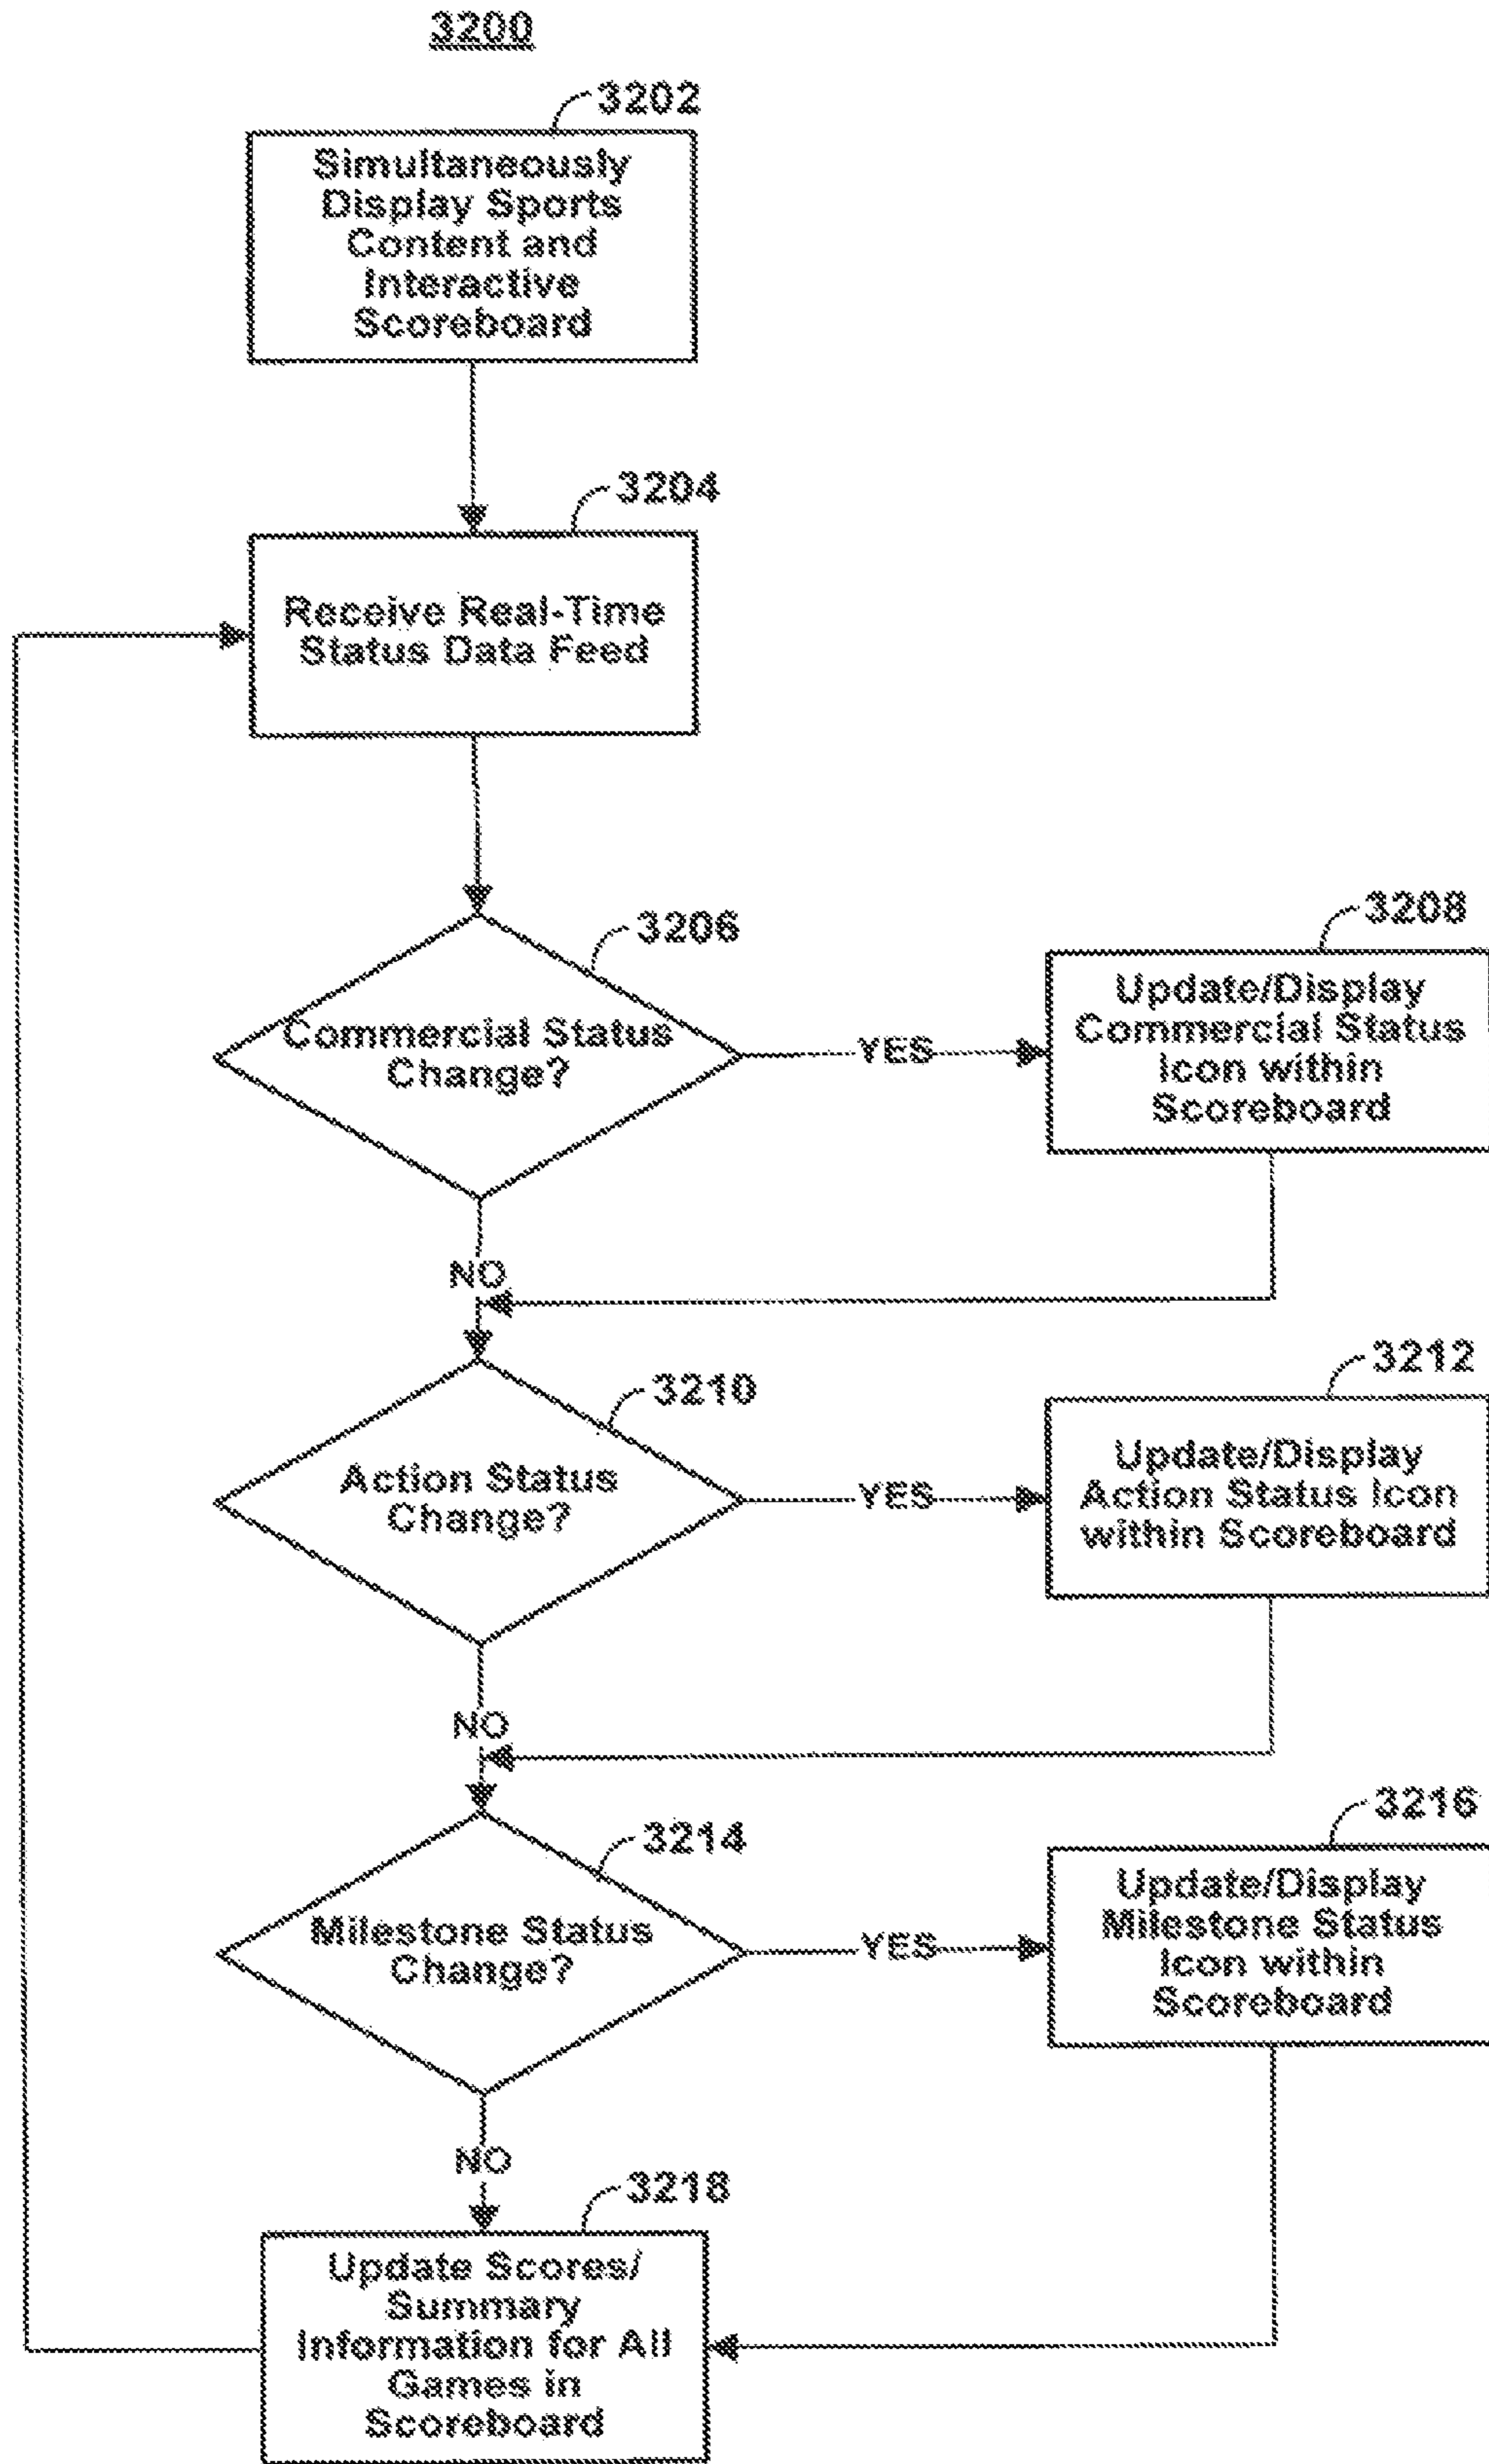 3200
3202
Simultaneously
Display Sports
Content and
Interactive
Scoreboard
3204
Receive Real-Time
Status Data Feed
3206
Commercial Status
Change?
YES
3208
Update/Display
Commercial Status
Icon within
Scoreboard
NO
3210
Action Status
Change?
YES
3212
Update/Display
Action Status Icon
within Scoreboard
NO
3214
Milestone Status
Change?
YES
3216
Update/Display
Milestone Status
Icon within
Scoreboard
NO
3218
Update Scores/
Summary
Information for All
Games in
Scoreboard